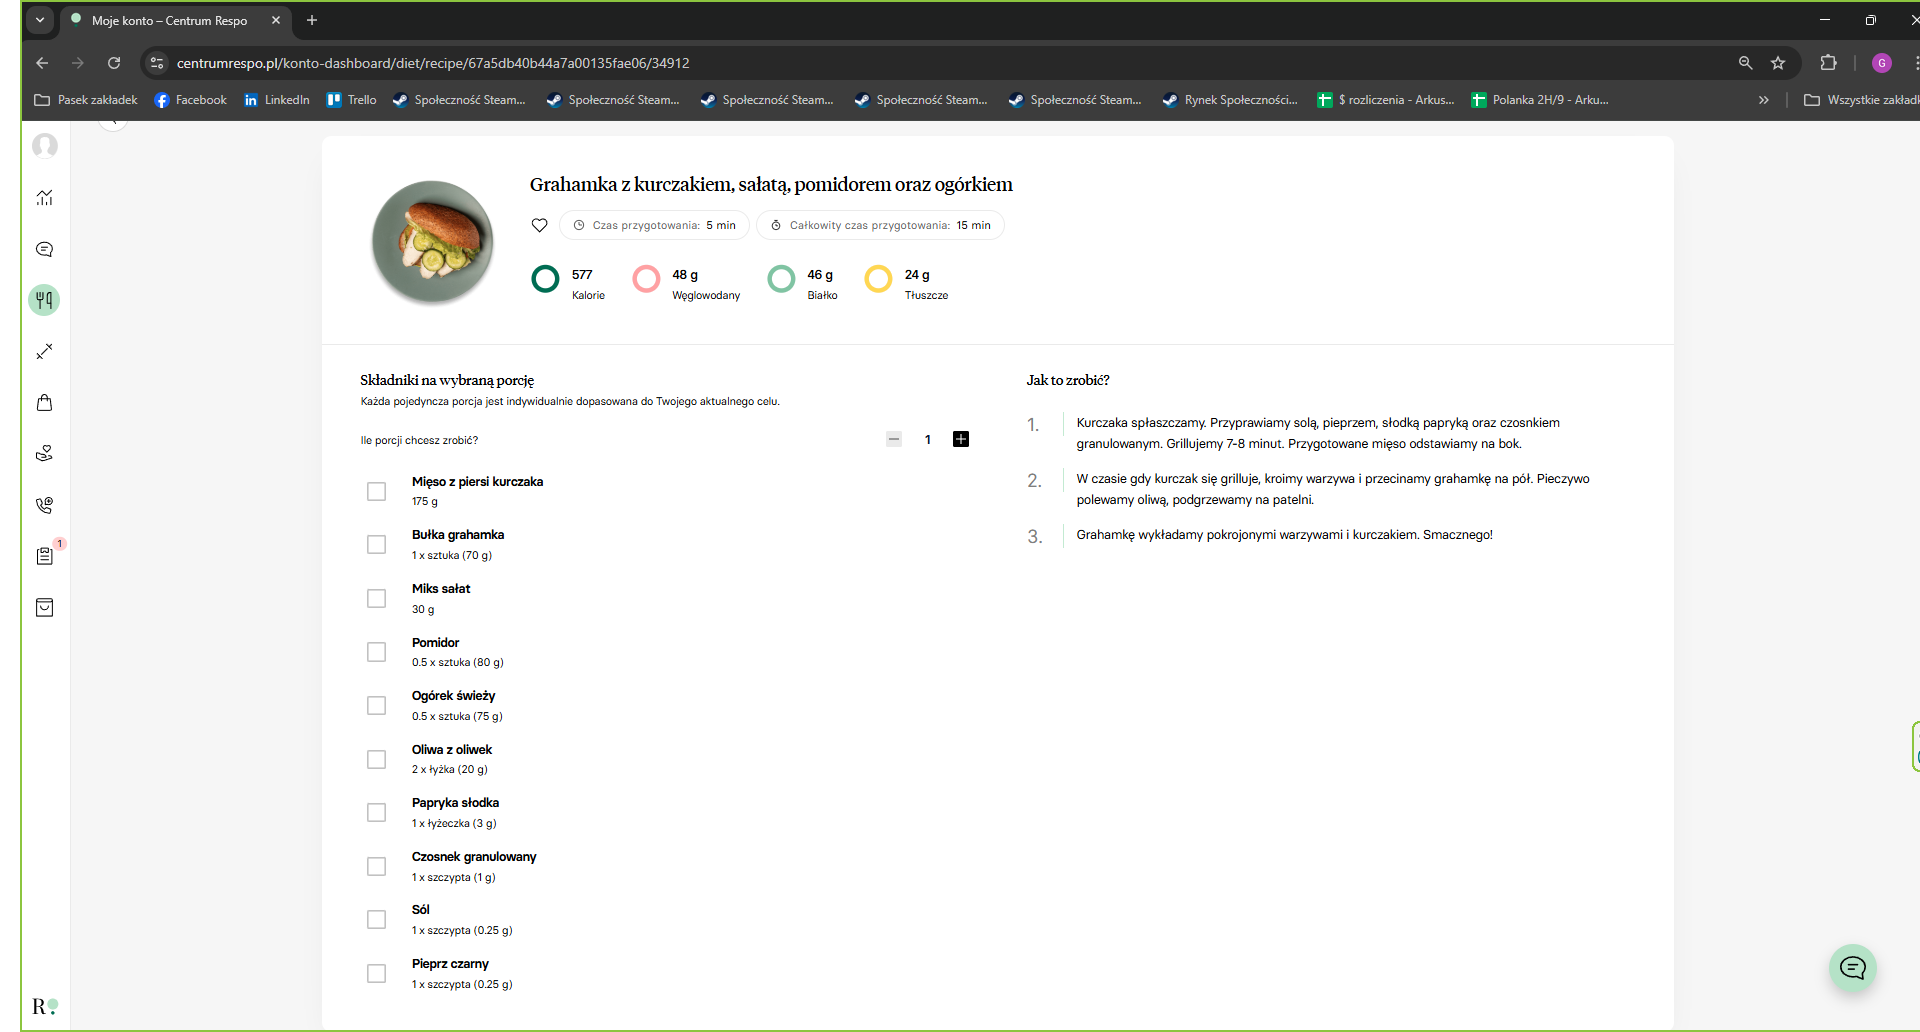 Moje konto – Centrum Respo
centrumrespo.pl/konto-dashboard/diet/recipe/67a5db40b44a7a00135fae06/34912
G
Pasek zakładek
Facebook
LinkedIn
Trello
Społeczność Steam...
Społeczność Steam...
Społeczność Steam...
Społeczność Steam...
Społeczność Steam...
Rynek Społeczności...
$ rozliczenia - Arkus...
Polanka 2H/9 - Arku...
Wszystkie zakładk
Grahamka z kurczakiem, sałatą, pomidorem oraz ogórkiem
Czas przygotowania: 5 min
Całkowity czas przygotowania: 15 min
577
Kalorie
48 g
Węglowodany
46 g
Białko
24 g
Tłuszcze
Składniki na wybraną porcję
Każda pojedyncza porcja jest indywidualnie dopasowana do Twojego aktualnego celu.
Ile porcji chcesz zrobić?
1
Mięso z piersi kurczaka
175 g
Bułka grahamka
1 x sztuka (70 g)
Miks sałat
30 g
Pomidor
0.5 x sztuka (80 g)
Ogórek świeży
0.5 x sztuka (75 g)
Oliwa z oliwek
2 x łyżka (20 g)
Papryka słodka
1 x łyżeczka (3 g)
Czosnek granulowany
1 x szczypta (1 g)
Sól
1 x szczypta (0.25 g)
Pieprz czarny
1 x szczypta (0.25 g)
Jak to zrobić?
1. Kurczaka spłaszczamy. Przyprawiamy solą, pieprzem, słodką papryką oraz czosnkiem
granulowanym. Grillujemy 7-8 minut. Przygotowane mięso odstawiamy na bok.
2. W czasie gdy kurczak się grilluje, kroimy warzywa i przecinamy grahamkę na pół. Pieczywo
polewamy oliwą, podgrzewamy na patelni.
3. Grahamkę wykładamy pokrojonymi warzywami i kurczakiem. Smacznego!
1
R